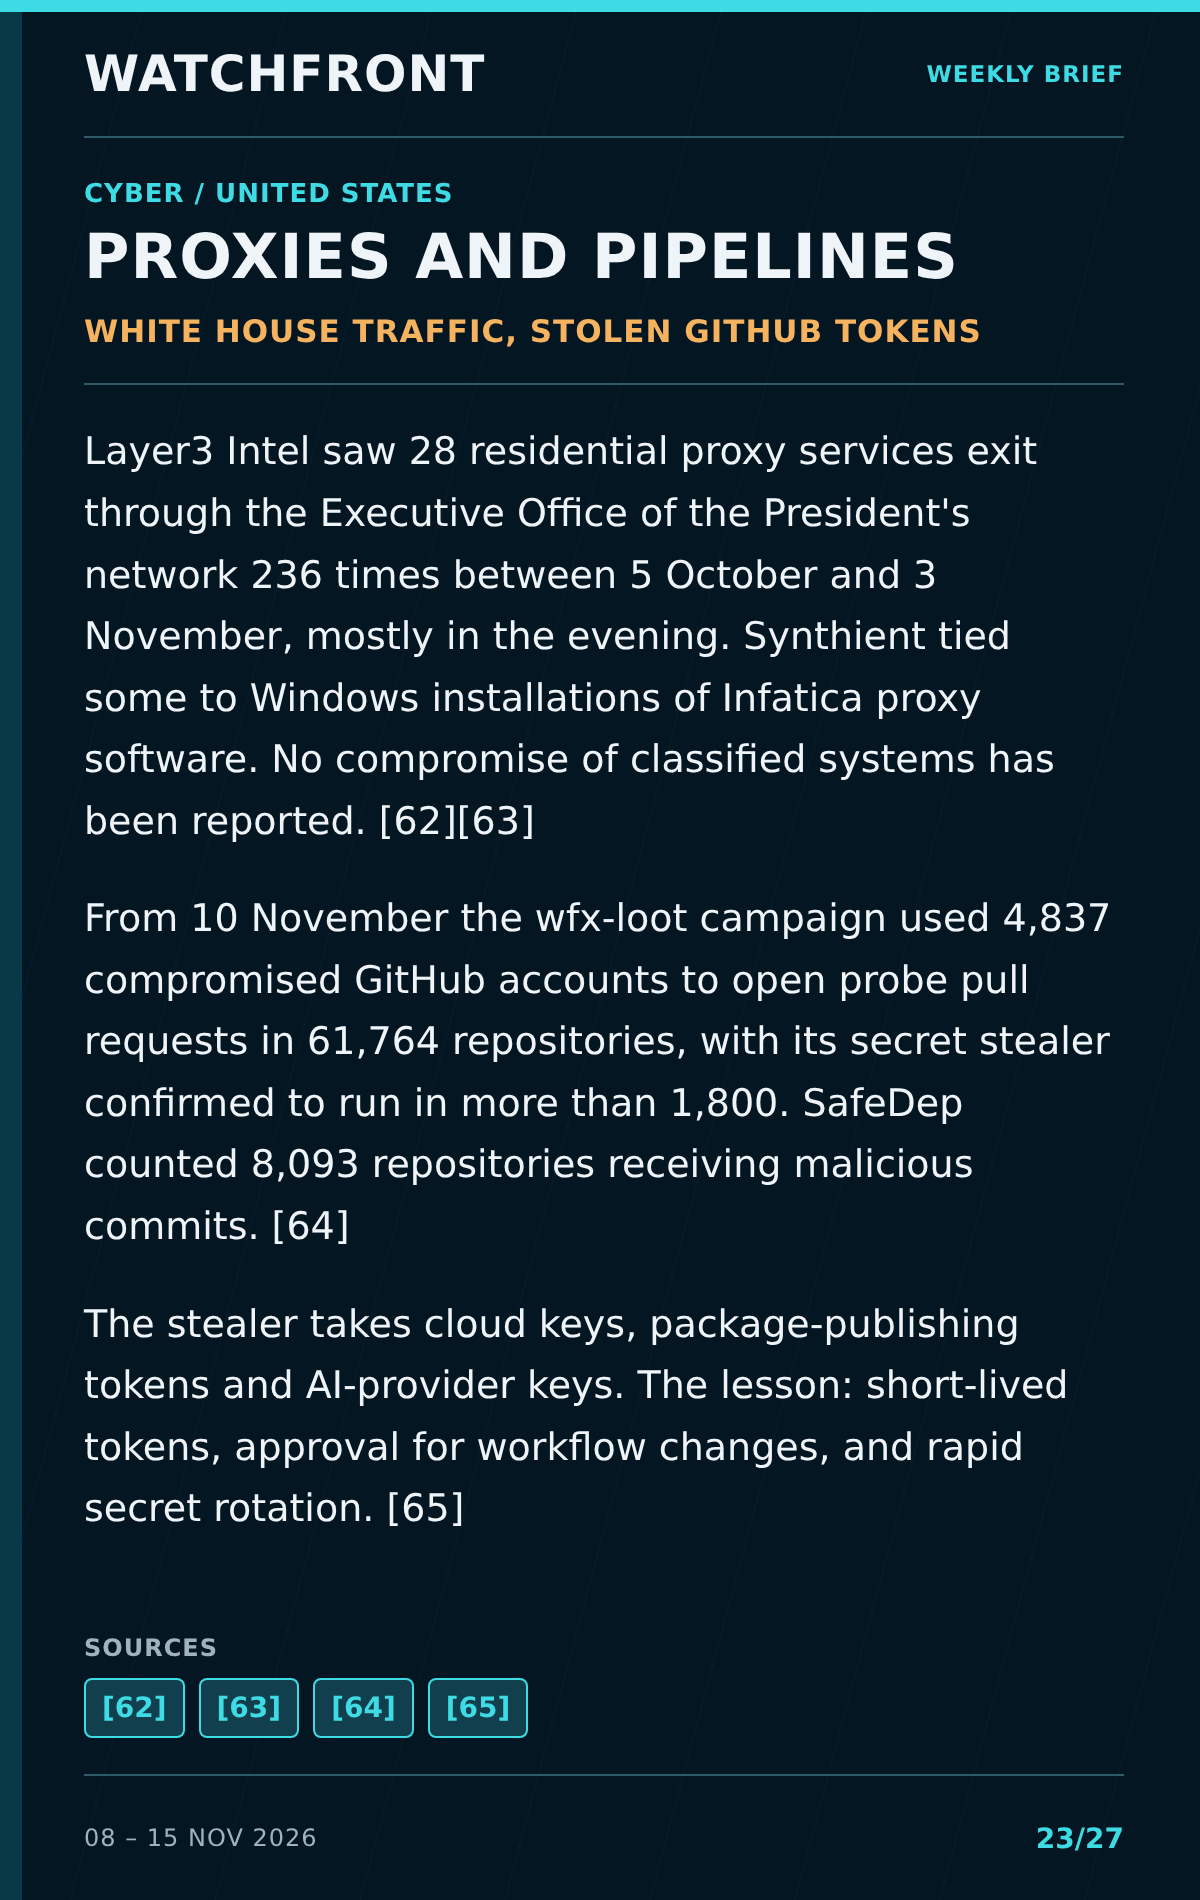 WATCHFRONT
WEEKLY BRIEF
CYBER / UNITED STATES
PROXIES AND PIPELINES
WHITE HOUSE TRAFFIC, STOLEN GITHUB TOKENS
Layer3 Intel saw 28 residential proxy services exit
through the Executive Office of the President's
network 236 times between 5 October and 3
November, mostly in the evening. Synthient tied
some to Windows installations of Infatica proxy
software. No compromise of classified systems has
been reported. [62][63]
From 10 November the wfx-loot campaign used 4,837
compromised GitHub accounts to open probe pull
requests in 61,764 repositories, with its secret stealer
confirmed to run in more than 1,800. SafeDep
counted 8,093 repositories receiving malicious
commits. [64]
The stealer takes cloud keys, package-publishing
tokens and AI-provider keys. The lesson: short-lived
tokens, approval for workflow changes, and rapid
secret rotation. [65]
SOURCES
[62] [63] [64] [65]
08 – 15 NOV 2026
23/27